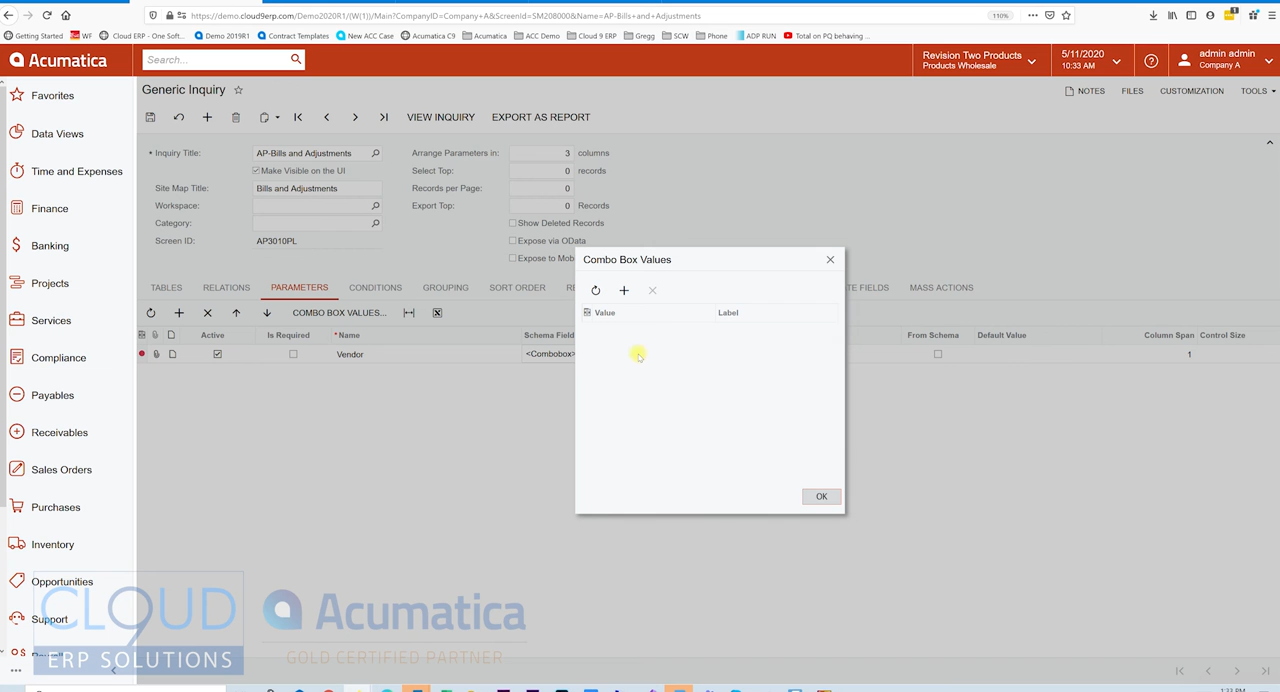 https://demo.cloud9erp.com/Demo2020R1/(W(1))/Main?CompanyID=Company A&ScreenId=SM208000&Name=AP-Bills+and+Adjustments
110%
Getting Started
WF
Cloud ERP - One Soft...
Demo 2019R1
Contract Templates
New ACC Case
Acumatica C9
Acumatica
ACC Demo
Cloud 9 ERP
Gregg
SCW
Phone
ADP RUN
Total on PQ behaving ...
Acumatica
Search...
Revision Two Products
Products Wholesale
5/11/2020
10:33 AM
admin admin
Company A
Favorites
Data Views
Time and Expenses
Finance
Banking
Projects
Services
Compliance
Payables
Receivables
Sales Orders
Purchases
Inventory
Opportunities
Support
Generic Inquiry
NOTES
FILES
CUSTOMIZATION
TOOLS
VIEW INQUIRY
EXPORT AS REPORT
Inquiry Title:
AP-Bills and Adjustments
Make Visible on the UI
Site Map Title:
Bills and Adjustments
Workspace:
Category:
Screen ID:
AP3010PL
Arrange Parameters in:
3
columns
Select Top:
0
records
Records per Page:
0
Export Top:
0
Records
Show Deleted Records
Expose via OData
Expose to Mob
TABLES
RELATIONS
PARAMETERS
CONDITIONS
GROUPING
SORT ORDER
RE
TE FIELDS
MASS ACTIONS
COMBO BOX VALUES...
Active
Is Required
* Name
Schema Field
From Schema
Default Value
Column Span
Control Size
Vendor
<Combobox>
1
Combo Box Values
Value
Label
OK
CLOUD
ERP SOLUTIONS
Acumatica
GOLD CERTIFIED PARTNER
1:33 PM